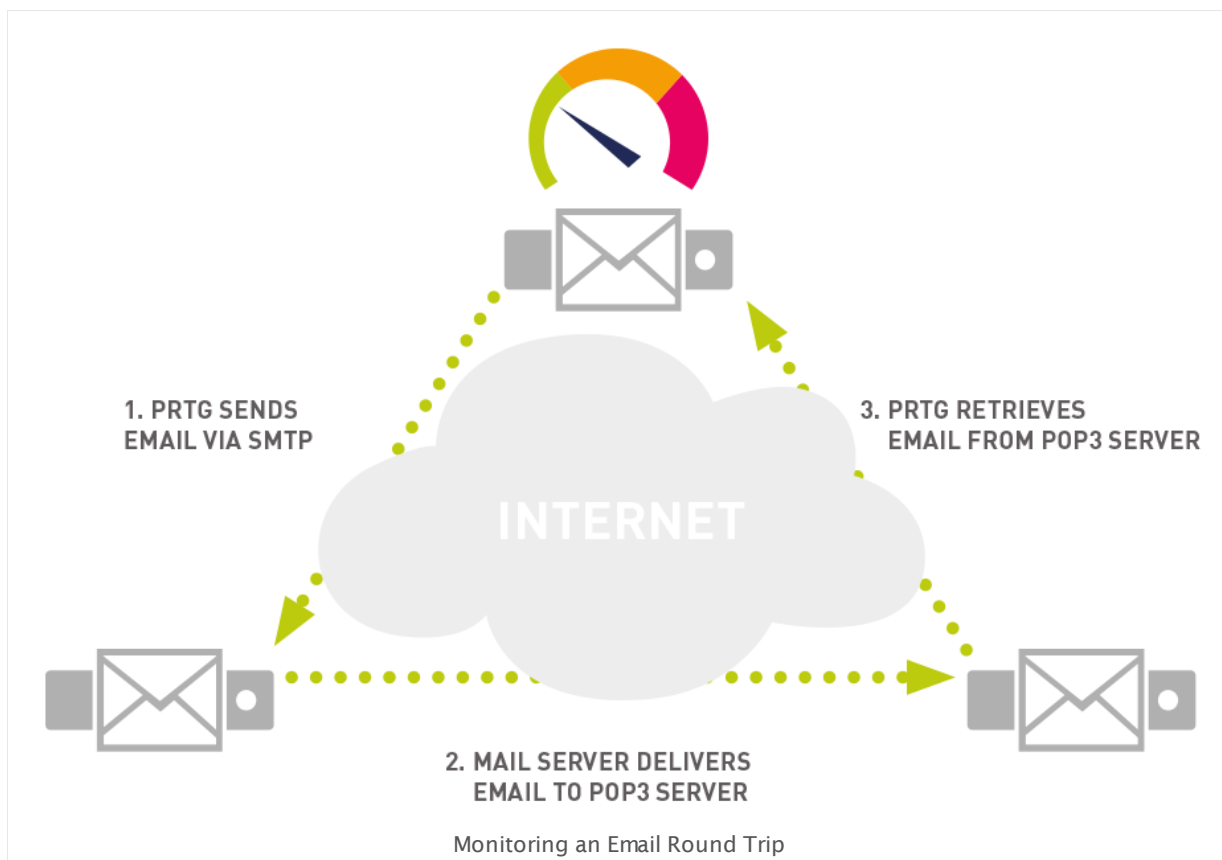 1. PRTG SENDS
EMAIL VIA SMTP
3. PRTG RETRIEVES
EMAIL FROM POP3 SERVER
INTERNET
2. MAIL SERVER DELIVERS
EMAIL TO POP3 SERVER
Monitoring an Email Round Trip